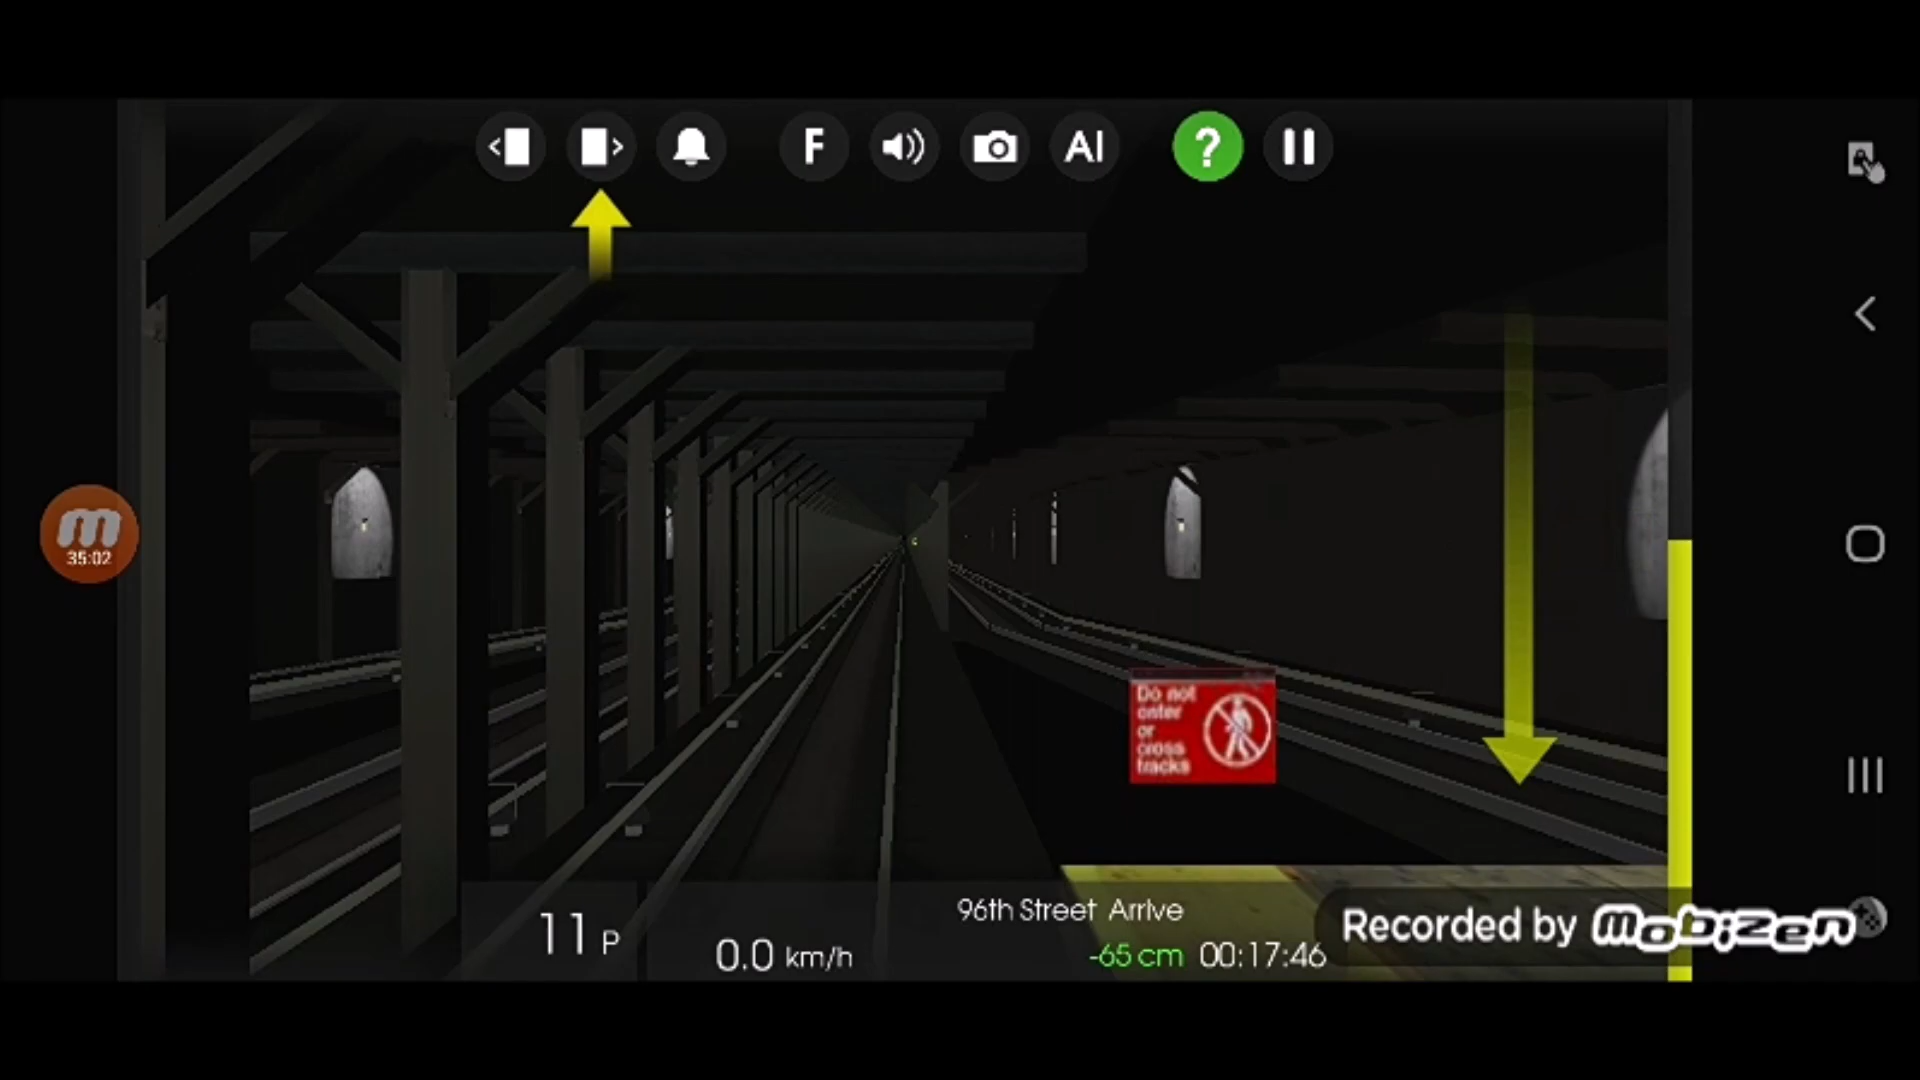 F
AI
?
m
35:02
Do not
enter
or
cross
tracks
11 P
0.0 km/h
96th Street Arrive
-65 cm 00:17:46
Recorded by mobizen